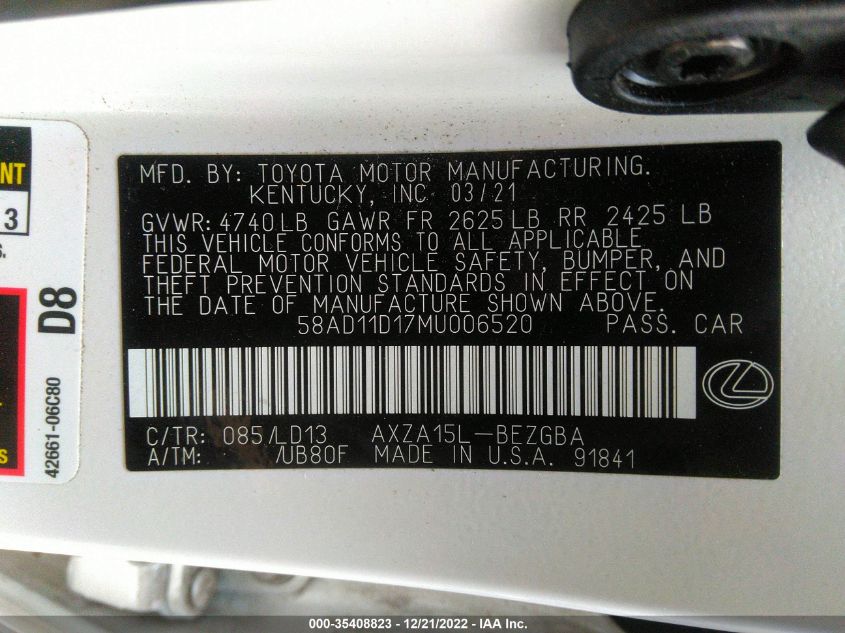 NT
3
S.
D8
42661-06C80
S
MFD. BY: TOYOTA MOTOR MANUFACTURING.
KENTUCKY, INC 03/21
GVWR: 4740LB GAWR FR 2625LB RR 2425 LB
THIS VEHICLE CONFORMS TO ALL APPLICABLE
FEDERAL MOTOR VEHICLE SAFETY, BUMPER, AND
THEFT PREVENTION STANDARDS IN EFFECT ON
THE DATE OF MANUFACTURE SHOWN ABOVE.
58AD11D17MU006520 PASS. CAR
C/TR: 085/LD13 AXZA15L-BEZGBA
A/TM: /UB80F MADE IN U.S.A. 91841
000-35408823 - 12/21/2022 - IAA Inc.